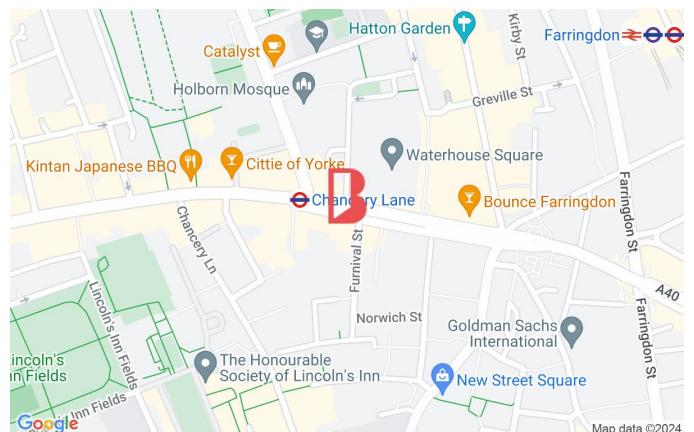 Hatton Garden
Kirby St
Farringdon
Catalyst
Holborn Mosque
Greville St
Kintan Japanese BBQ
Cittie of Yorke
Waterhouse Square
Chancery Lane
Bounce Farringdon
Farringdon St
Chancery Ln
Furnival St
A40
Lincoln's Inn Fields
Norwich St
Goldman Sachs
International
Lincoln's
Inn Fields
The Honourable
Society of Lincoln's Inn
New Street Square
Farringdon St
Inn Fields
Google
Map data ©2024